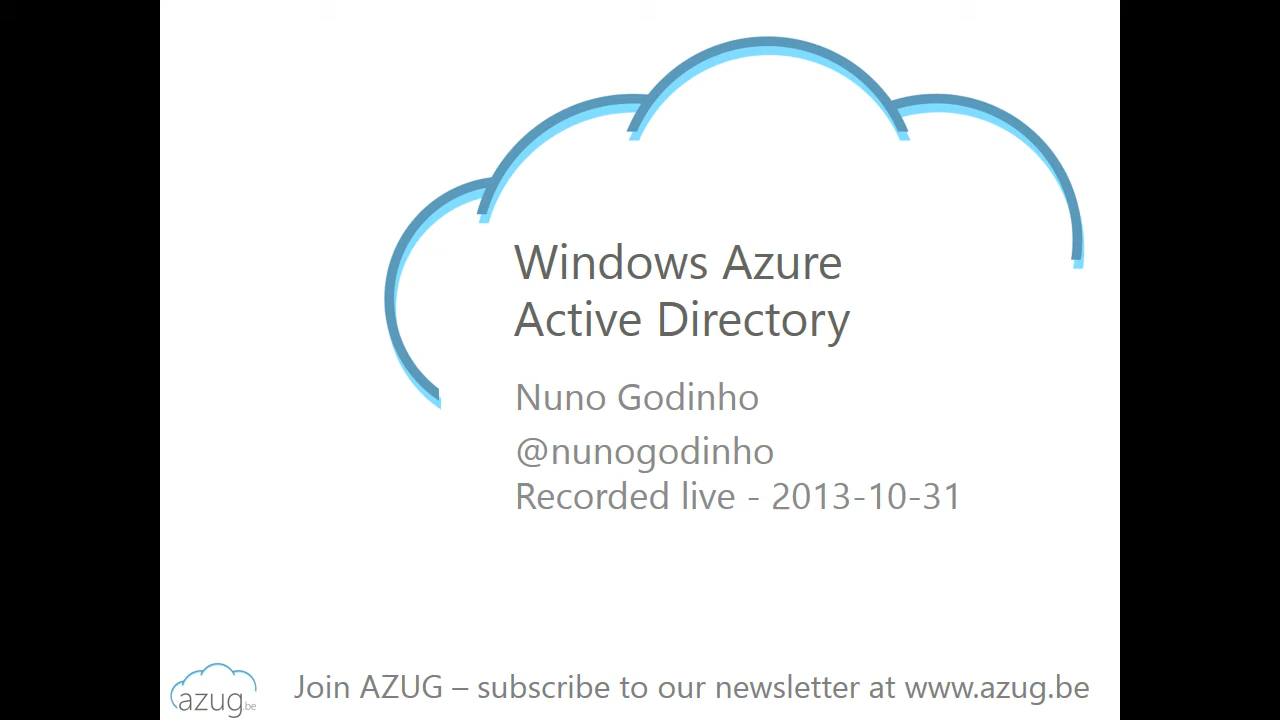 Windows Azure
Active Directory
Nuno Godinho
@nunogodinho
Recorded live - 2013-10-31
azug.be
Join AZUG – subscribe to our newsletter at www.azug.be